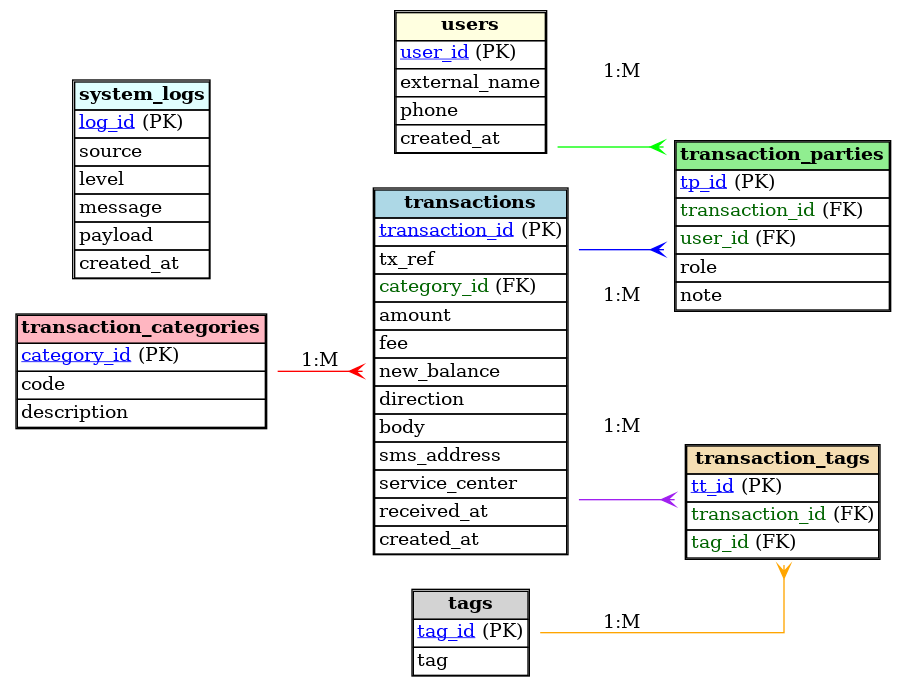 users
user_id (PK)
external_name
phone
created_at
1:M
system_logs
log_id (PK)
source
level
message
payload
created_at
transaction_parties
tp_id (PK)
transaction_id (FK)
user_id (FK)
role
note
transactions
transaction_id (PK)
tx_ref
category_id (FK)
amount
fee
new_balance
direction
body
sms_address
service_center
received_at
created_at
1:M
transaction_categories
category_id (PK)
code
description
1:M
1:M
transaction_tags
tt_id (PK)
transaction_id (FK)
tag_id (FK)
tags
tag_id (PK)
tag
1:M